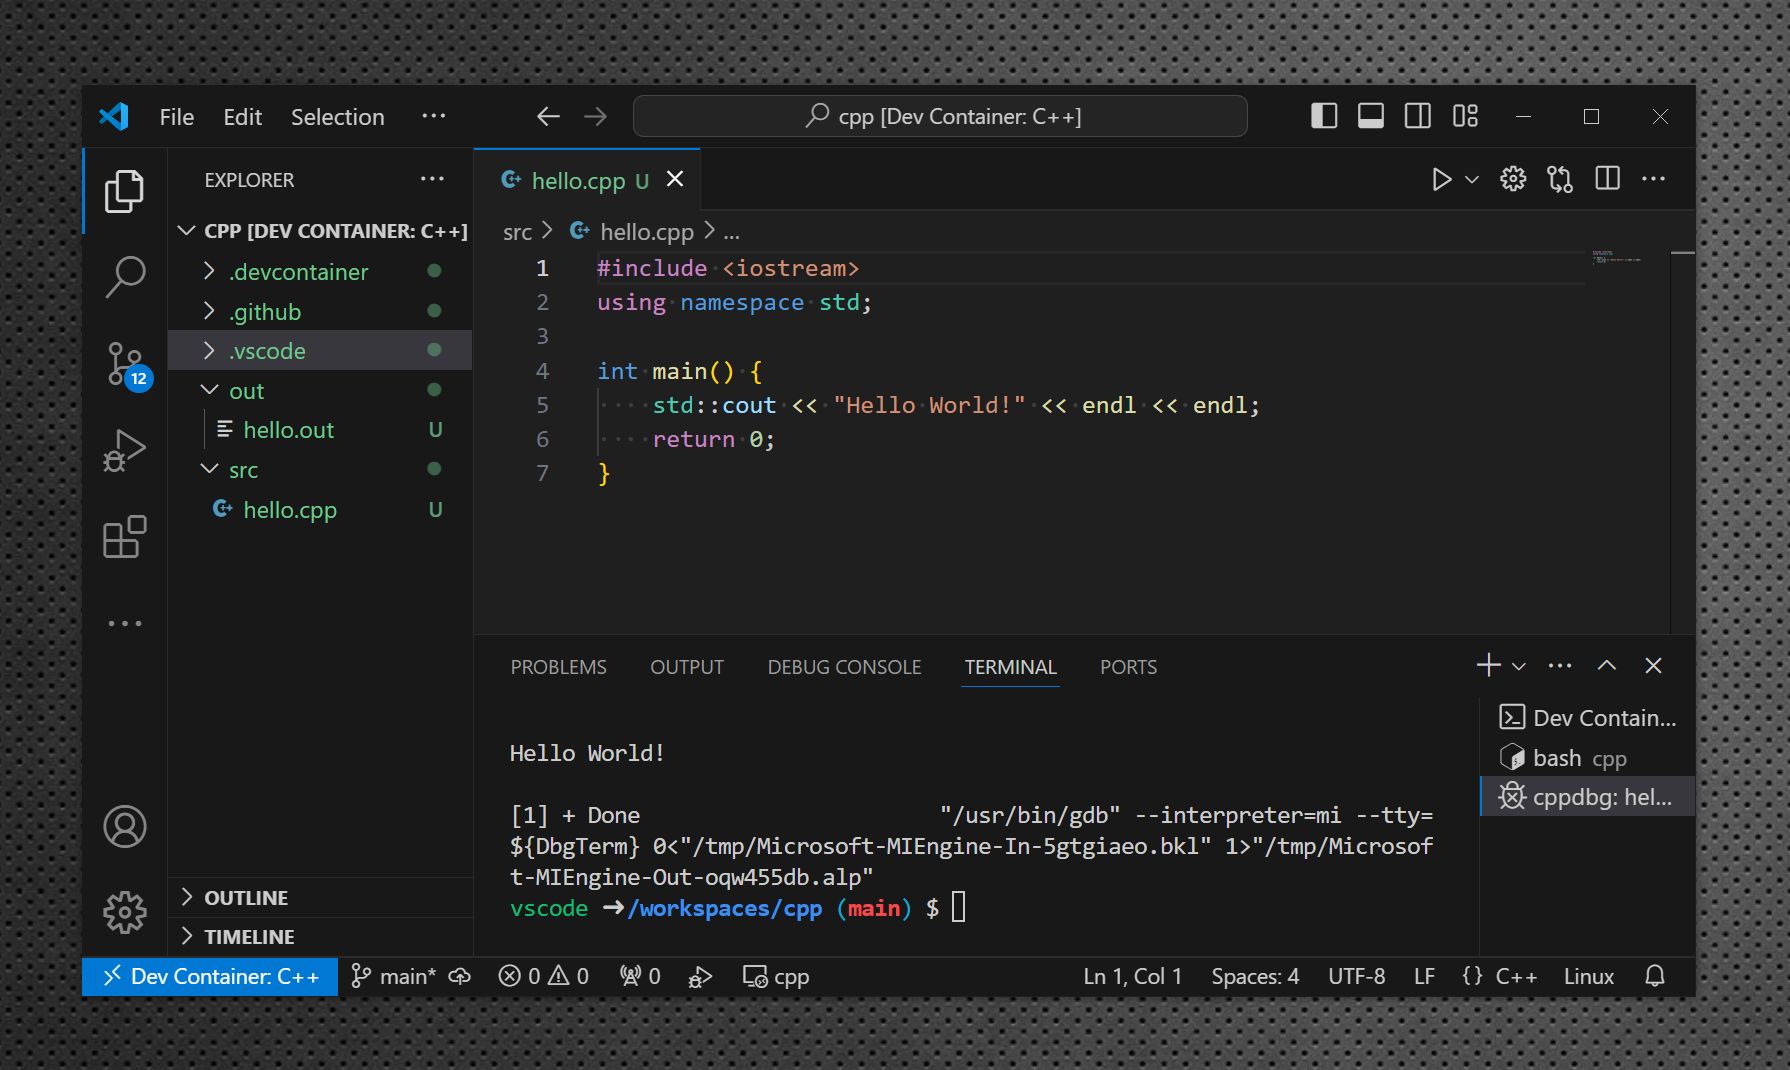 File Edit Selection ···
cpp [Dev Container: C++]
EXPLORER ···
CPP [DEV CONTAINER: C++]
.devcontainer
.github
.vscode
12
out
hello.out U
src
hello.cpp U
OUTLINE
TIMELINE
hello.cpp U
src > hello.cpp > ...
1 #include <iostream>
2 using namespace std;
3
4 int main() {
5 std::cout << "Hello World!" << endl << endl;
6 return 0;
7 }
PROBLEMS OUTPUT DEBUG CONSOLE TERMINAL PORTS
Hello World!
[1] + Done "/usr/bin/gdb" --interpreter=mi --tty=
${DbgTerm} 0<"/tmp/Microsoft-MIEngine-In-5gtgiaeo.bkl" 1>"/tmp/Microsof
t-MIEngine-Out-oqw455db.alp"
vscode ➜/workspaces/cpp (main) $
Dev Contain...
bash cpp
cppdbg: hel...
Dev Container: C++ main* 0 0 0 cpp Ln 1, Col 1 Spaces: 4 UTF-8 LF {} C++ Linux